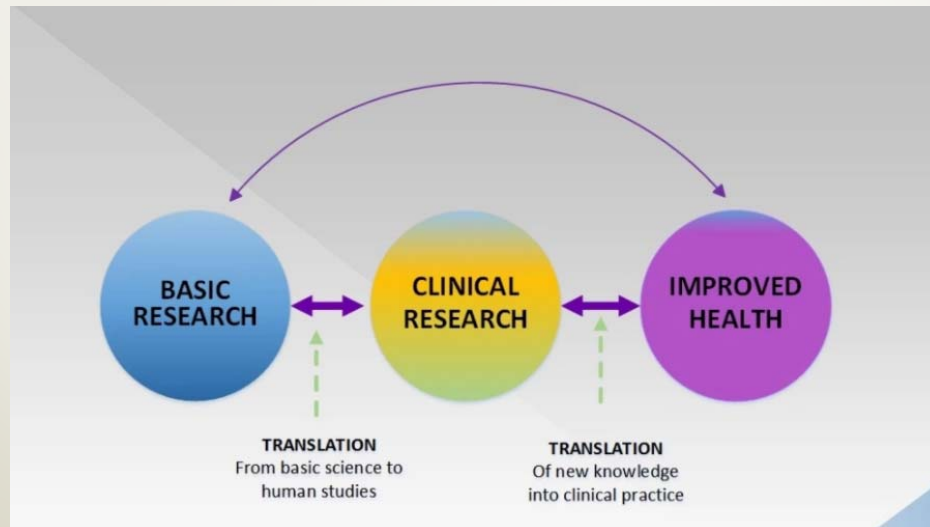 BASIC
RESEARCH
CLINICAL
RESEARCH
IMPROVED
HEALTH
TRANSLATION
From basic science to
human studies
TRANSLATION
Of new knowledge
into clinical practice